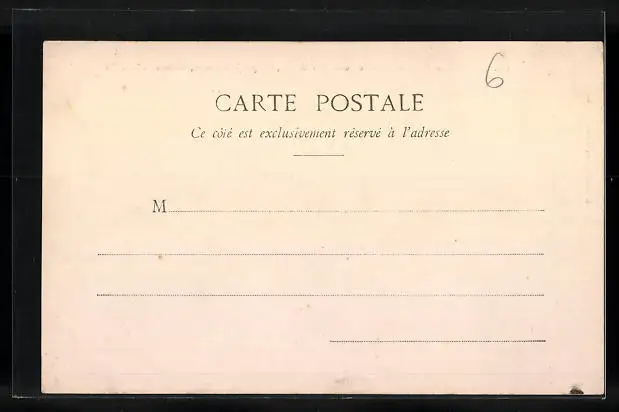 6
CARTE POSTALE
Ce côté est exclusivement réservé à l'adresse
M